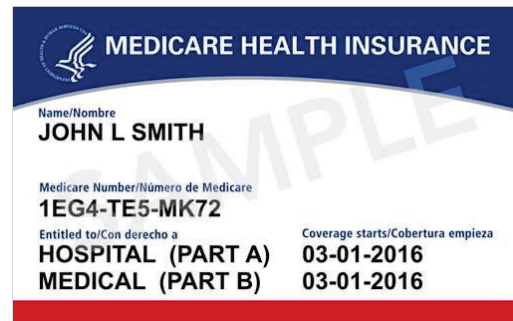 MEDICARE HEALTH INSURANCE
Name/Nombre
JOHN L SMITH
Medicare Number/Número de Medicare
1EG4-TE5-MK72
Entitled to/Con derecho a
Coverage starts/Cobertura empieza
HOSPITAL (PART A) 03-01-2016
MEDICAL (PART B) 03-01-2016
SAMPLE